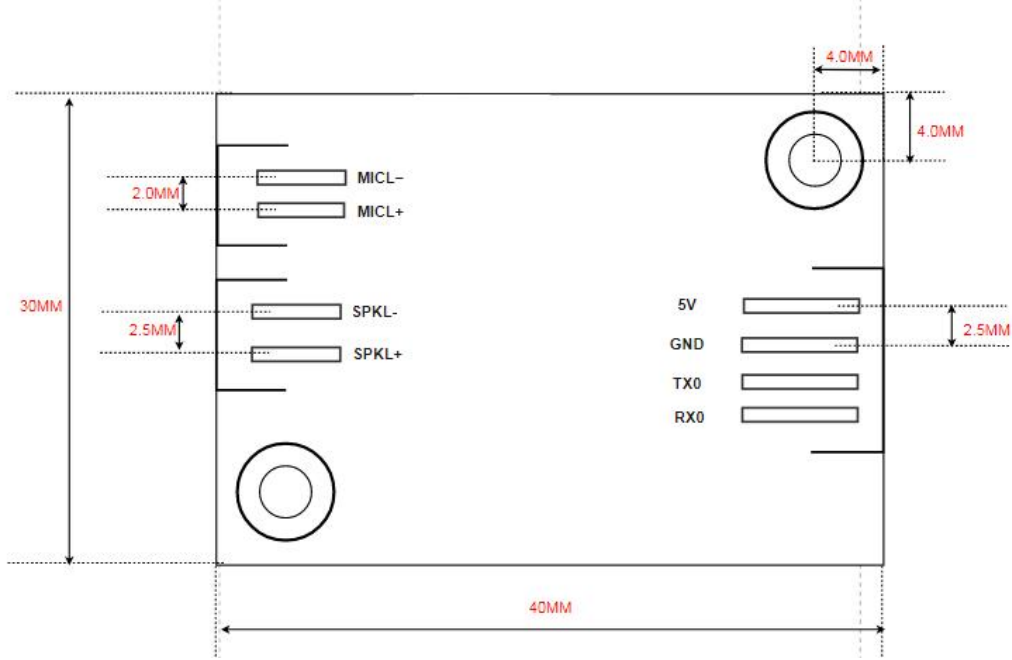 4.0MM
4.0MM
MICL–
2.0MM
MICL+
30MM
SPKL-
2.5MM
SPKL+
5V
2.5MM
GND
TX0
RX0
40MM